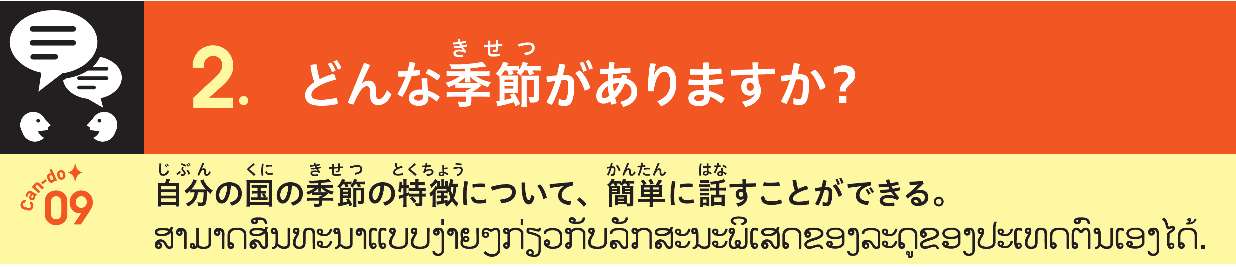 きせつ
2. どんな季節がありますか？
じぶん くに きせつ とくちょう かんたん はな
Can-do 09 自分の国の季節の特徴について、簡単に話すことができる。
ສາມາດສົນທະນາແບບງ່າຍໆກ່ຽວກັບລັກສະນະພິເສດຂອງລະດູຂອງປະເທດຕົນເອງໄດ້.